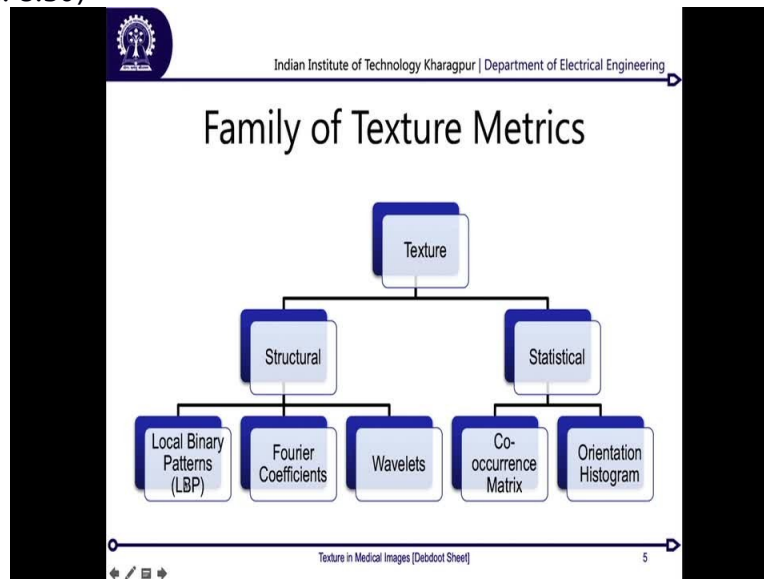 Indian Institute of Technology Kharagpur | Department of Electrical Engineering
Family of Texture Metrics
Texture
Structural
Statistical
Local Binary
Patterns
(LBP)
Fourier
Coefficients
Wavelets
Co-
occurrence
Matrix
Orientation
Histogram
Texture in Medical Images [Debdoot Sheet]
5